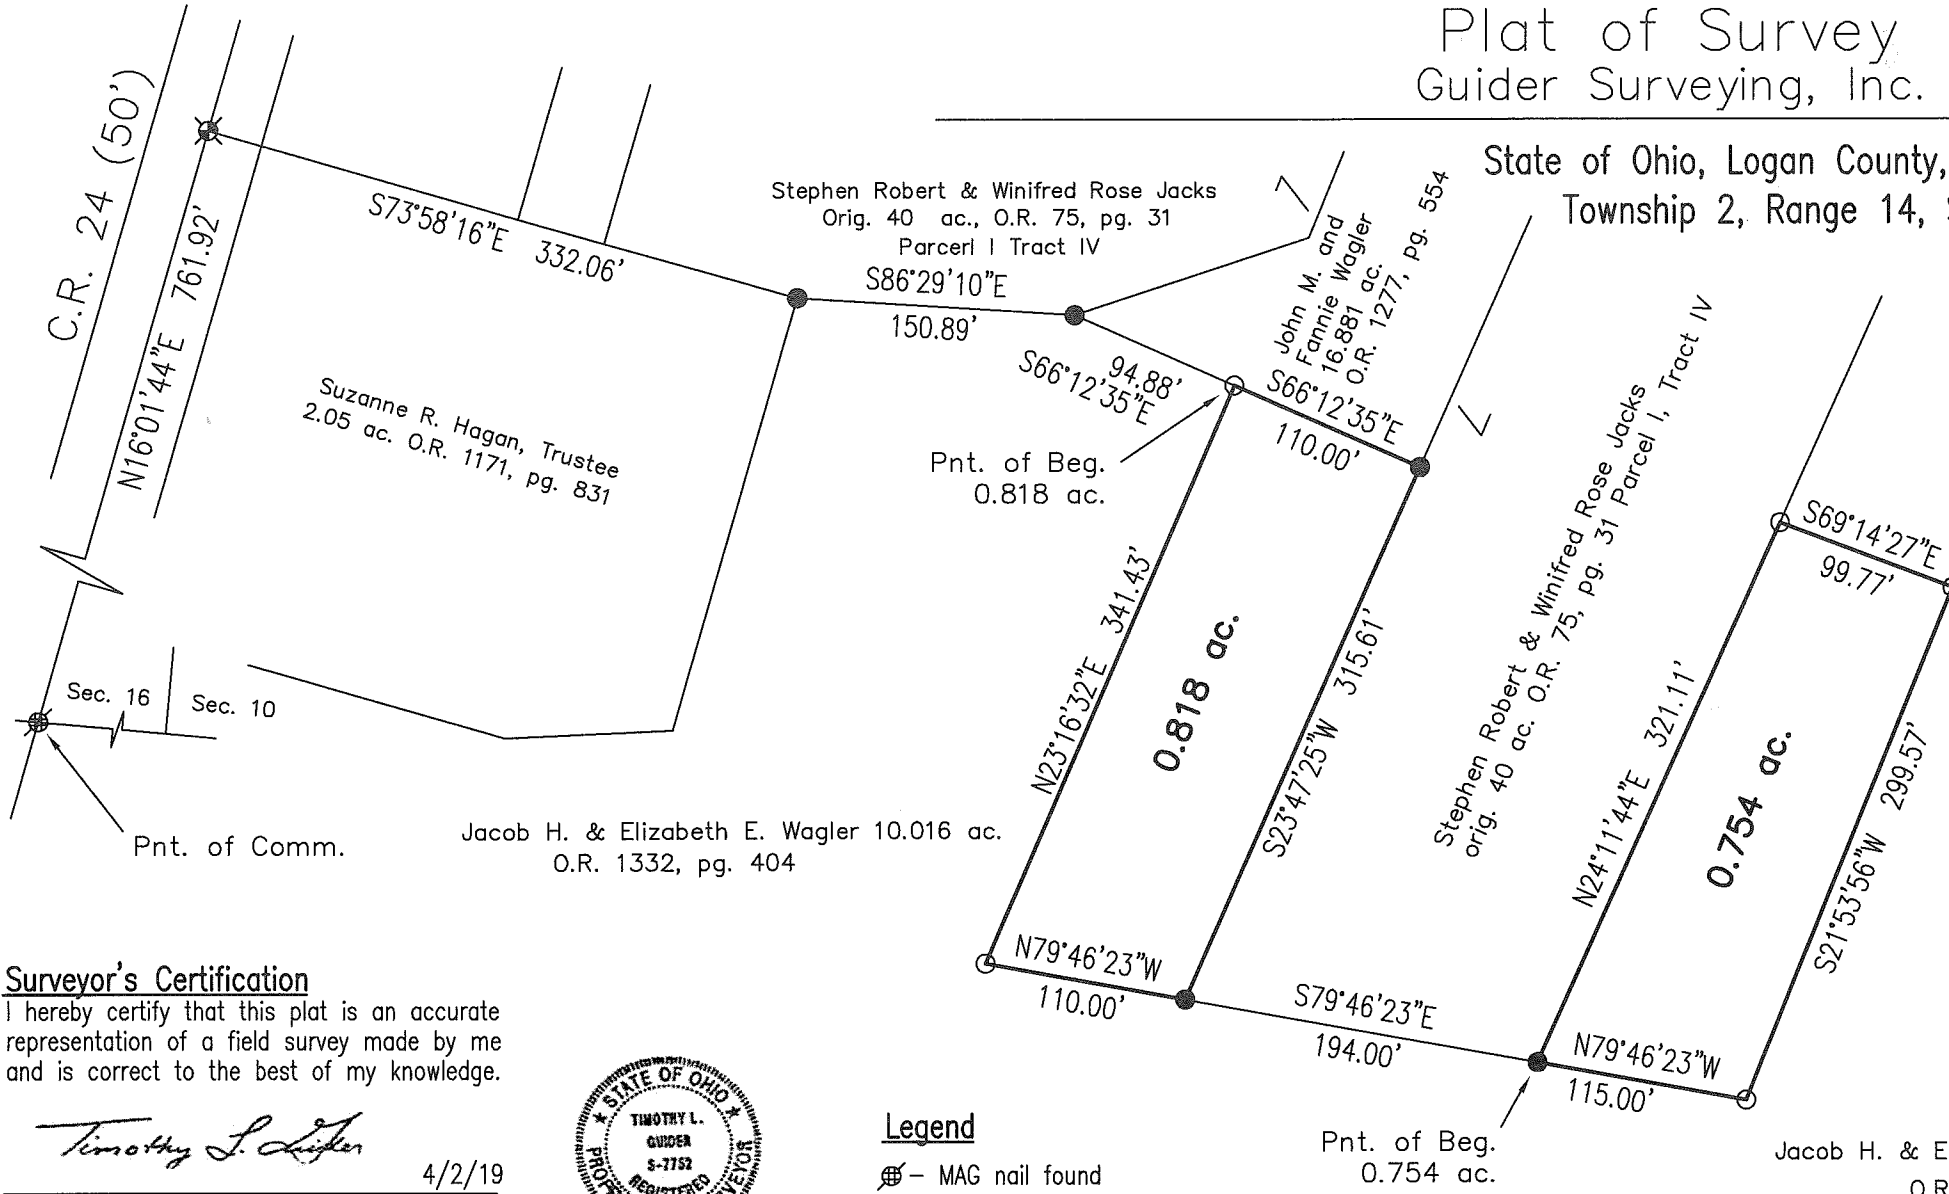 Plat of Survey
Guider Surveying, Inc.
State of Ohio, Logan County,
Township 2, Range 14,
C.R. 24 (50')
N16°01'44"E 761.92'
S73°58'16"E 332.06'
Stephen Robert & Winifred Rose Jacks
Orig. 40 ac., O.R. 75, pg. 31
Parcerl I Tract IV
S86°29'10"E
150.89'
94.88'
S66°12'35"E
John M. and
Fannie Wagler
16.881 ac.
O.R. 1277, pg. 554
S66°12'35"E
110.00'
Suzanne R. Hagan, Trustee
2.05 ac. O.R. 1171, pg. 831
Pnt. of Beg.
0.818 ac.
N23°16'32"E 341.43'
0.818 ac.
S23°47'25"W 315.61'
Stephen Robert & Winifred Rose Jacks
orig. 40 ac. O.R. 75, pg. 31 Parcel I, Tract IV
S69°14'27"E
99.77'
N24°11'44"E 321.11'
0.754 ac.
S21°53'56"W 299.57'
Sec. 16
Sec. 10
Pnt. of Comm.
Jacob H. & Elizabeth E. Wagler 10.016 ac.
O.R. 1332, pg. 404
N79°46'23"W
110.00'
S79°46'23"E
194.00'
N79°46'23"W
115.00'
Pnt. of Beg.
0.754 ac.
Jacob H. & E
O.R
Surveyor's Certification
I hereby certify that this plat is an accurate
representation of a field survey made by me
and is correct to the best of my knowledge.
Timothy L. Guider
4/2/19
STATE OF OHIO
TIMOTHY L.
GUIDER
S-7752
REGISTERED
Legend
– MAG nail found